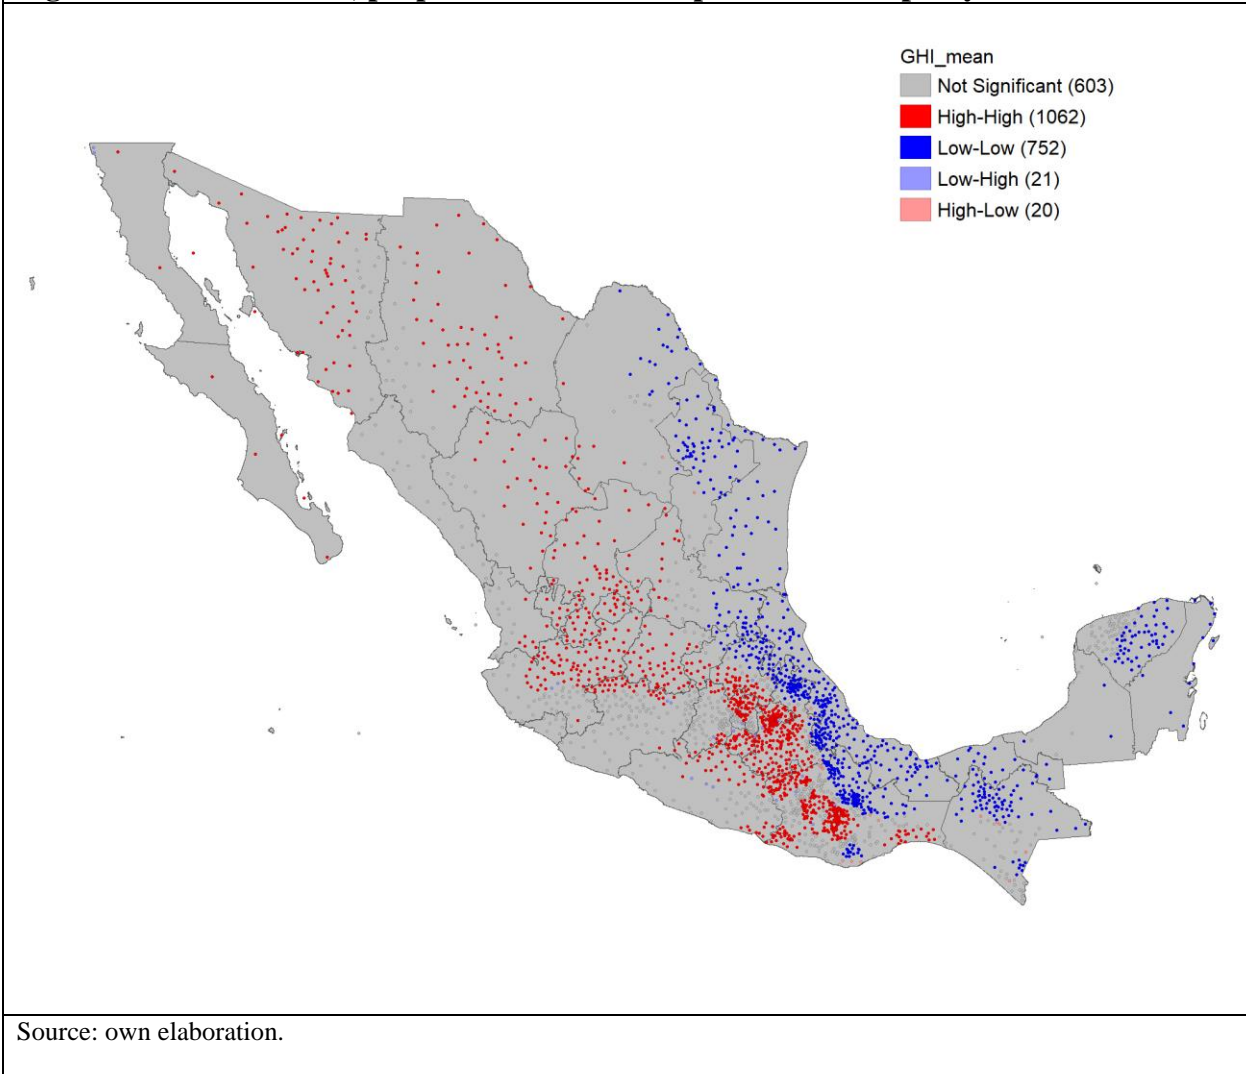 GHI_mean
Not Significant (603)
High-High (1062)
Low-Low (752)
Low-High (21)
High-Low (20)
Source: own elaboration.